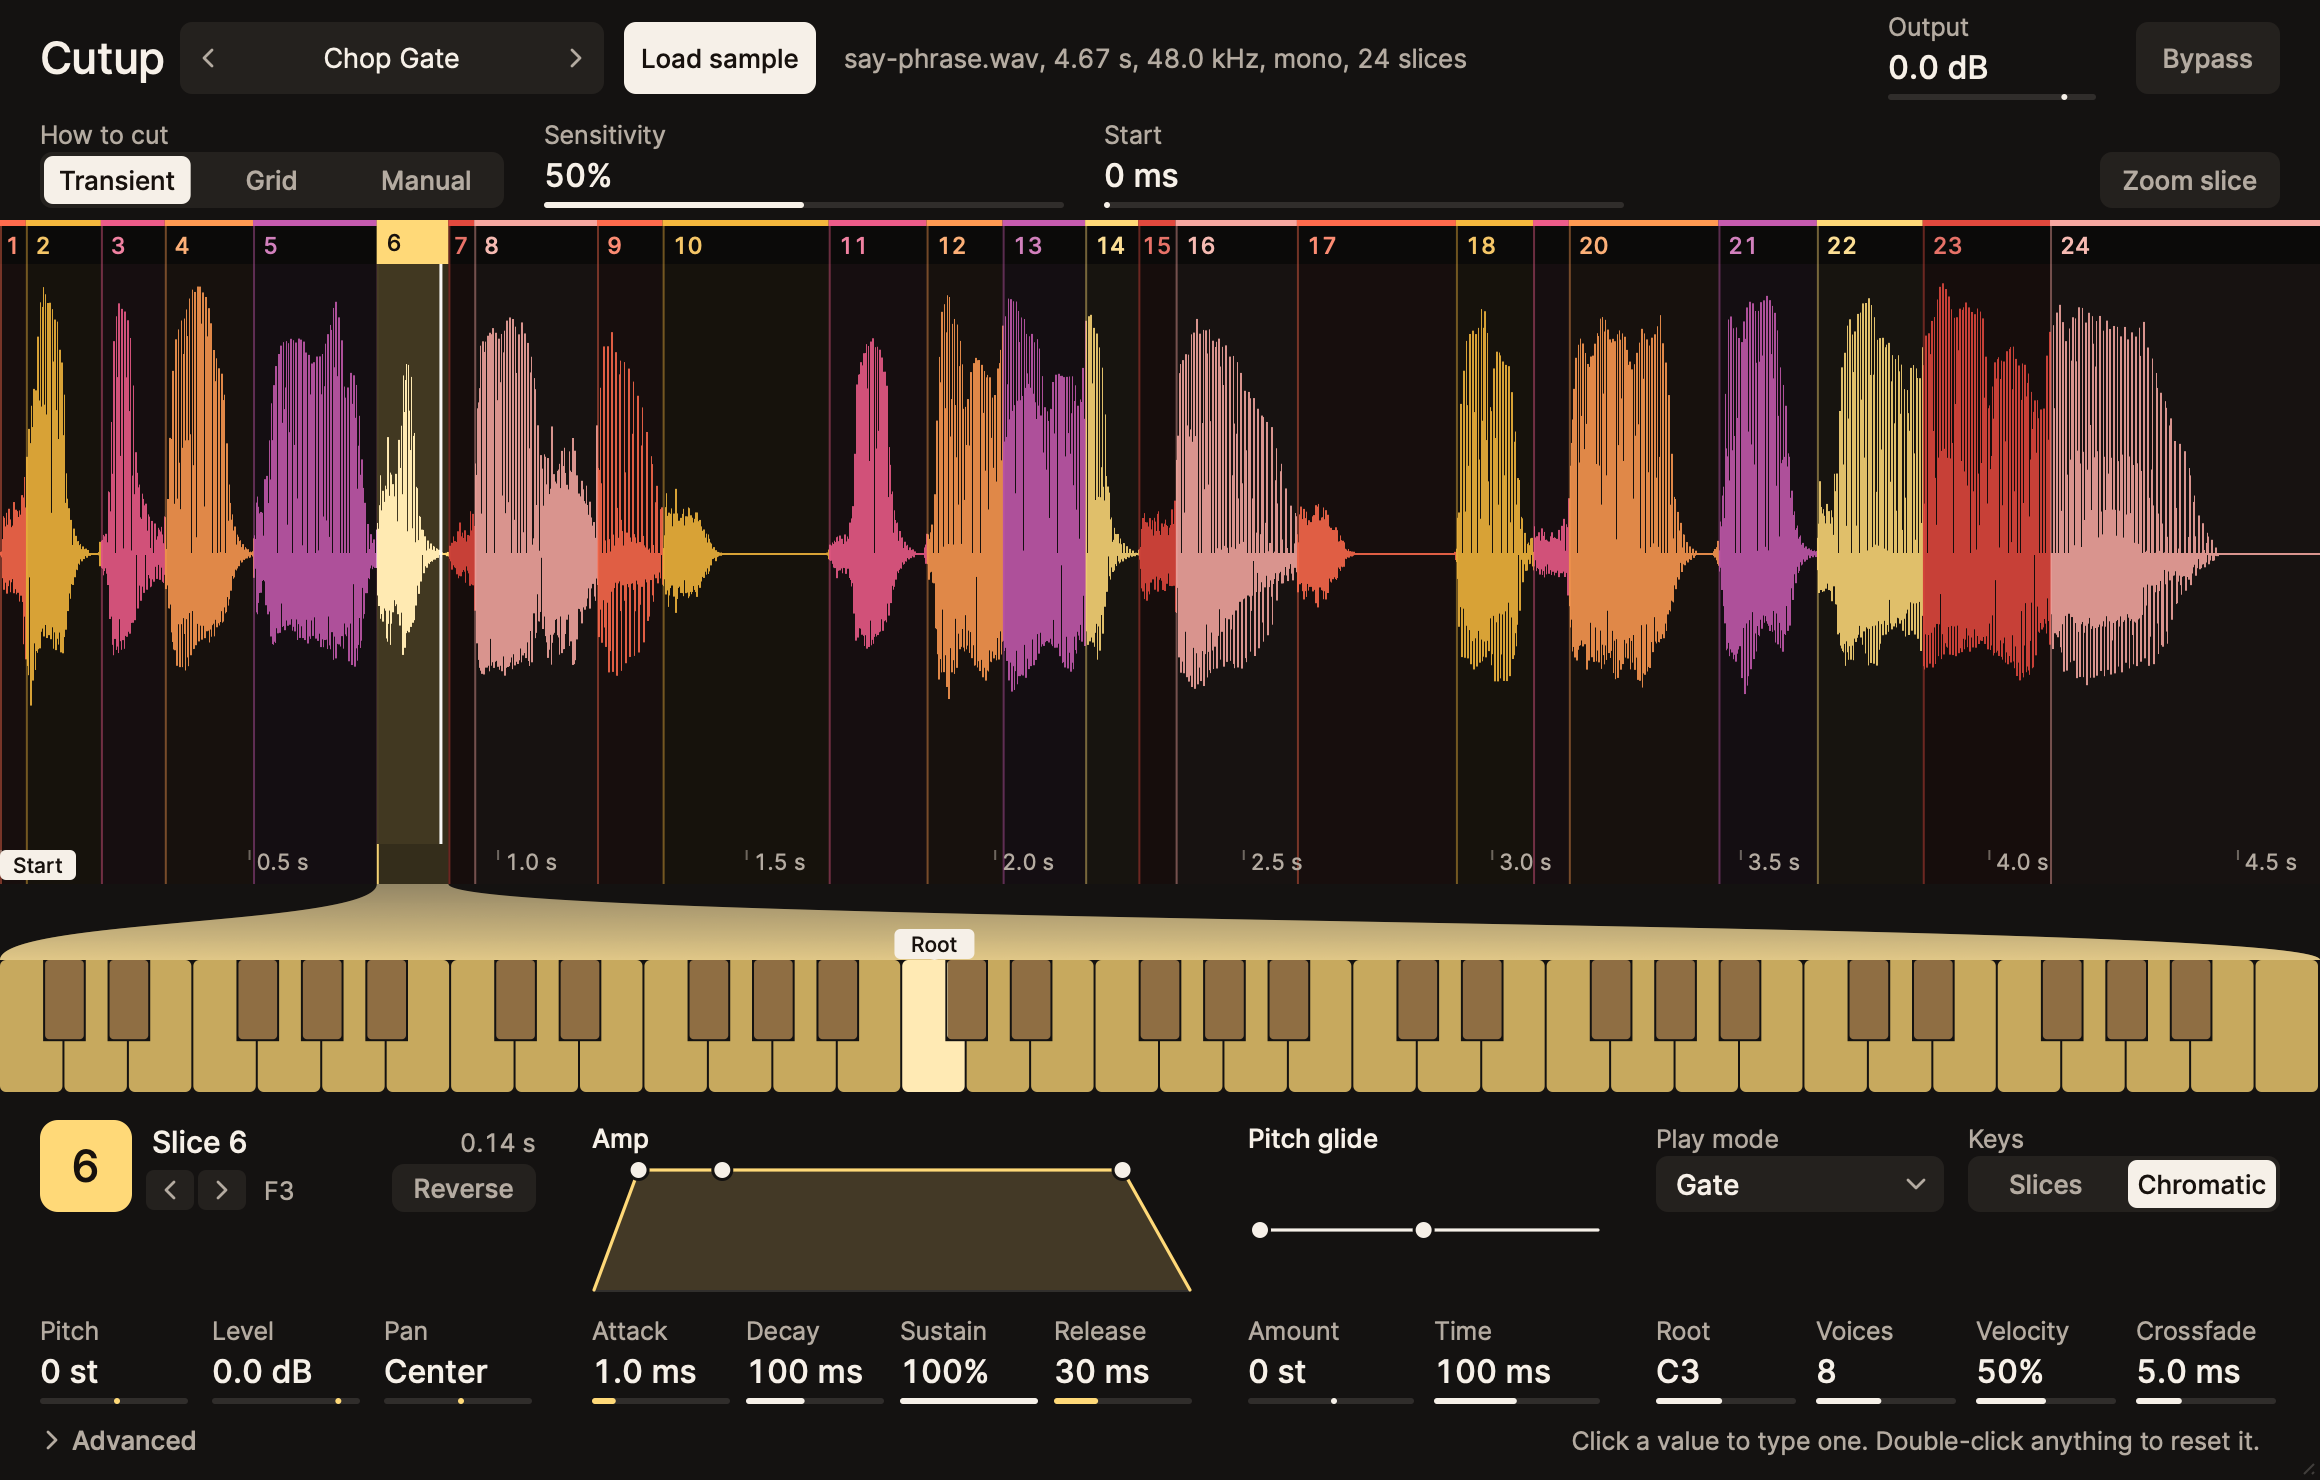 Cutup
Chop Gate
Load sample
say-phrase.wav, 4.67 s, 48.0 kHz, mono, 24 slices
Output
0.0 dB
Bypass
How to cut
Transient Grid Manual
Sensitivity
50%
Start
0 ms
Zoom slice
1 2 3 4 5 6 7 8 9 10 11 12 13 14 15 16 17 18 20 21 22 23 24
Start 0.5 s 1.0 s 1.5 s 2.0 s 2.5 s 3.0 s 3.5 s 4.0 s 4.5 s
Root
6
Slice 6
0.14 s
F3
Reverse
Amp
Pitch glide
Play mode
Gate
Keys
Slices Chromatic
Pitch
0 st
Level
0.0 dB
Pan
Center
Attack
1.0 ms
Decay
100 ms
Sustain
100%
Release
30 ms
Amount
0 st
Time
100 ms
Root
C3
Voices
8
Velocity
50%
Crossfade
5.0 ms
Advanced
Click a value to type one. Double-click anything to reset it.